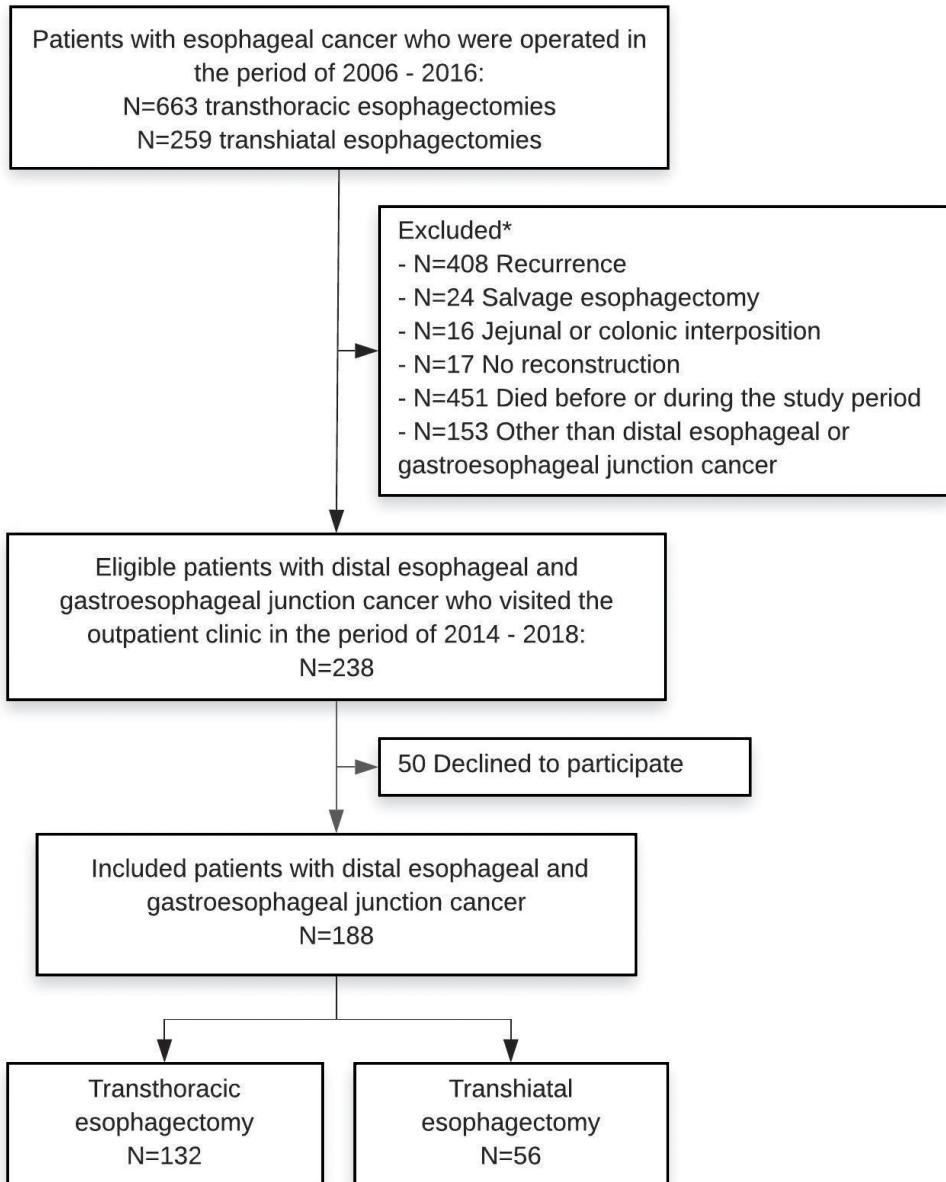 Patients with esophageal cancer who were operated in
the period of 2006 - 2016:
N=663 transthoracic esophagectomies
N=259 transhiatal esophagectomies
Excluded*
- N=408 Recurrence
- N=24 Salvage esophagectomy
- N=16 Jejunal or colonic interposition
- N=17 No reconstruction
- N=451 Died before or during the study period
- N=153 Other than distal esophageal or
gastroesophageal junction cancer
Eligible patients with distal esophageal and
gastroesophageal junction cancer who visited the
outpatient clinic in the period of 2014 - 2018:
N=238
50 Declined to participate
Included patients with distal esophageal and
gastroesophageal junction cancer
N=188
Transthoracic
esophagectomy
N=132
Transhiatal
esophagectomy
N=56